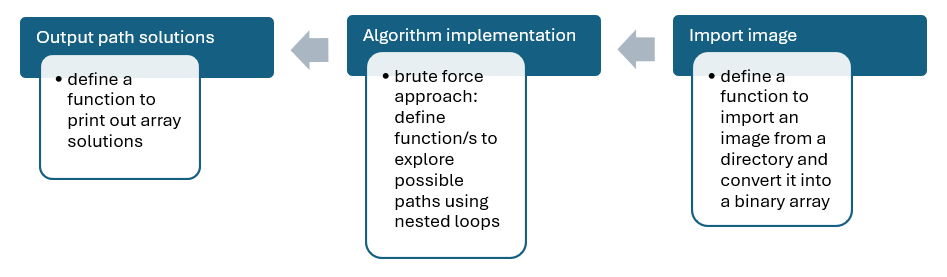 Output path solutions
• define a
function to
print out array
solutions
Algorithm implementation
• brute force
approach:
define
function/s to
explore
possible
paths using
nested loops
Import image
• define a
function to
import an
image from a
directory and
convert it into
a binary array